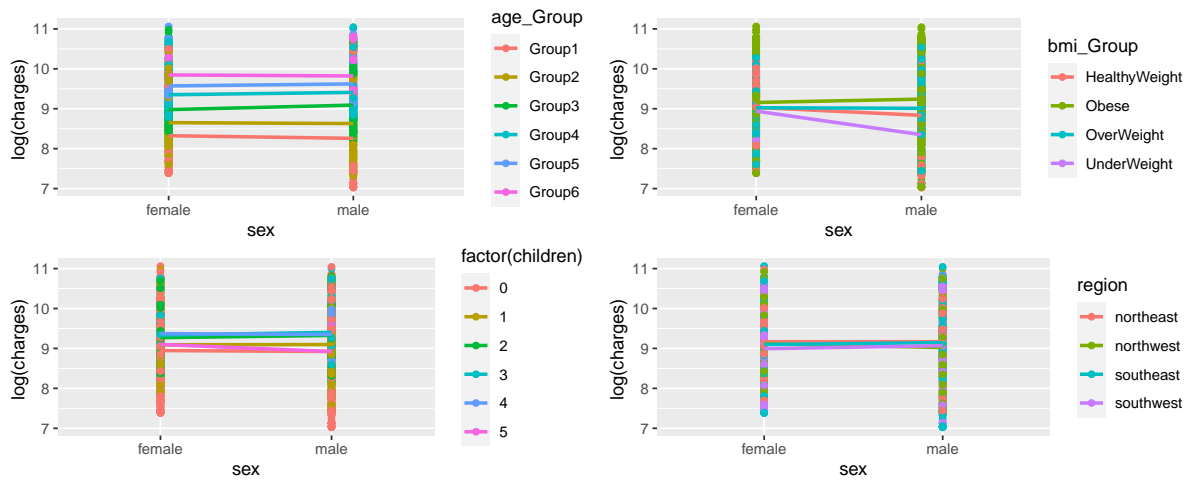 age_Group
11
10
9
8
7
log(charges)
female
male
sex
Group1
Group2
Group3
Group4
Group5
Group6
bmi_Group
11
10
9
8
7
log(charges)
female
male
sex
HealthyWeight
Obese
OverWeight
UnderWeight
factor(children)
11
10
9
8
7
log(charges)
female
male
sex
0
1
2
3
4
5
region
11
10
9
8
7
log(charges)
female
male
sex
northeast
northwest
southeast
southwest